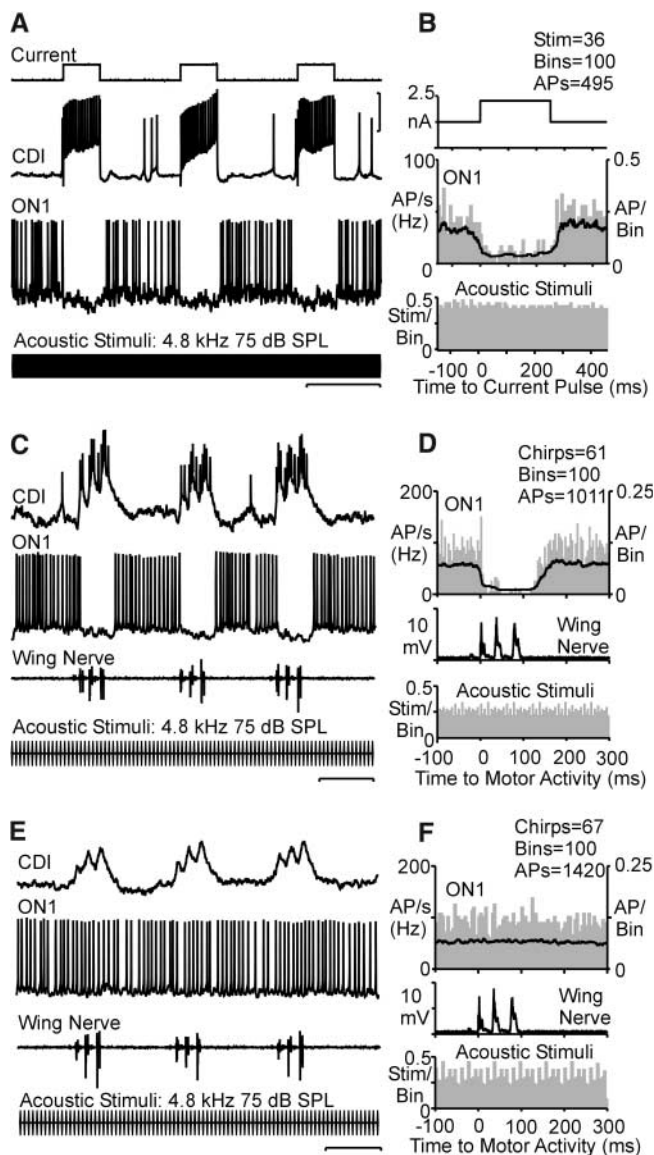 A
Current
CDI
ON1
Acoustic Stimuli: 4.8 kHz 75 dB SPL
B
Stim=36
Bins=100
APs=495
2.5
nA
100
0.5
ON1
AP/s
(Hz)
AP/
Bin
0
0
Acoustic Stimuli
0.5
Stim/
Bin
0
-100 0 200 400
Time to Current Pulse (ms)
C
CDI
ON1
Wing Nerve
Acoustic Stimuli: 4.8 kHz 75 dB SPL
D
Chirps=61
Bins=100
APs=1011
200
0.25
ON1
AP/s
(Hz)
AP/
Bin
0
0
10
mV
Wing
Nerve
Acoustic Stimuli
0.5
Stim/
Bin
0
-100 0 100 200 300
Time to Motor Activity (ms)
E
CDI
ON1
Wing Nerve
Acoustic Stimuli: 4.8 kHz 75 dB SPL
F
Chirps=67
Bins=100
APs=1420
200
0.25
ON1
AP/s
(Hz)
AP/
Bin
0
0
10
mV
Wing
Nerve
Acoustic Stimuli
0.5
Stim/
Bin
0
-100 0 100 200 300
Time to Motor Activity (ms)